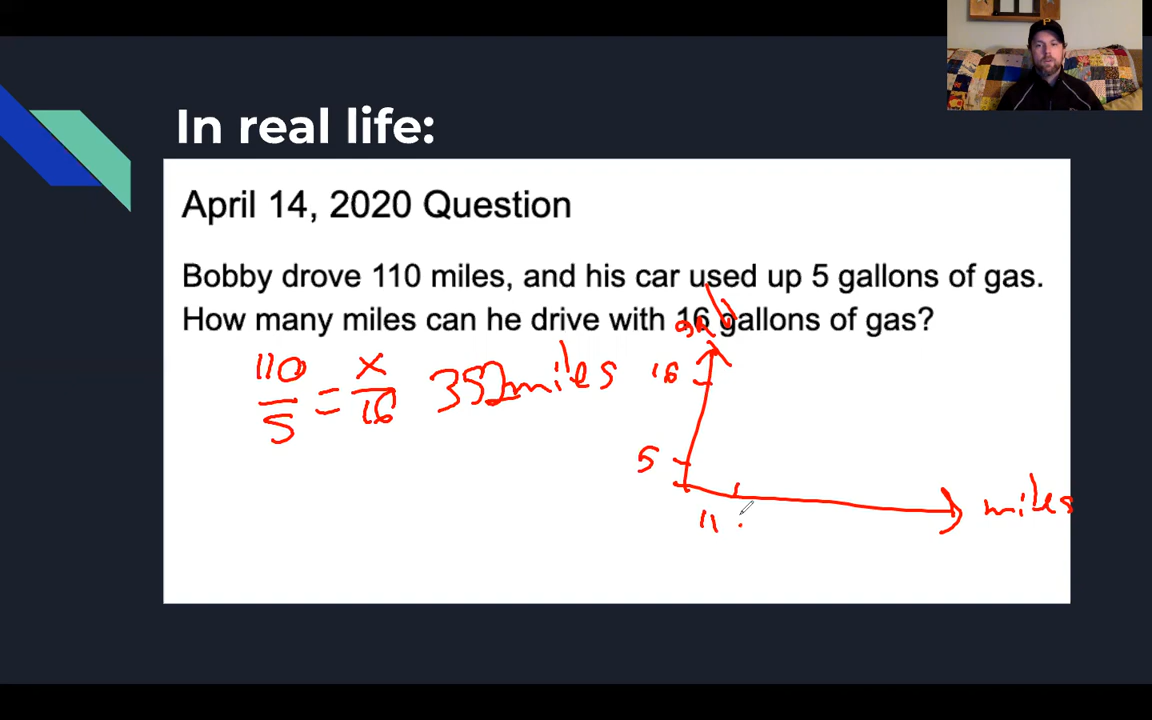 In real life:
April 14, 2020 Question
Bobby drove 110 miles, and his car used up 5 gallons of gas.
How many miles can he drive with 16 gallons of gas?
110/5 = x/16 352 miles
gall
16
5
miles
11
P